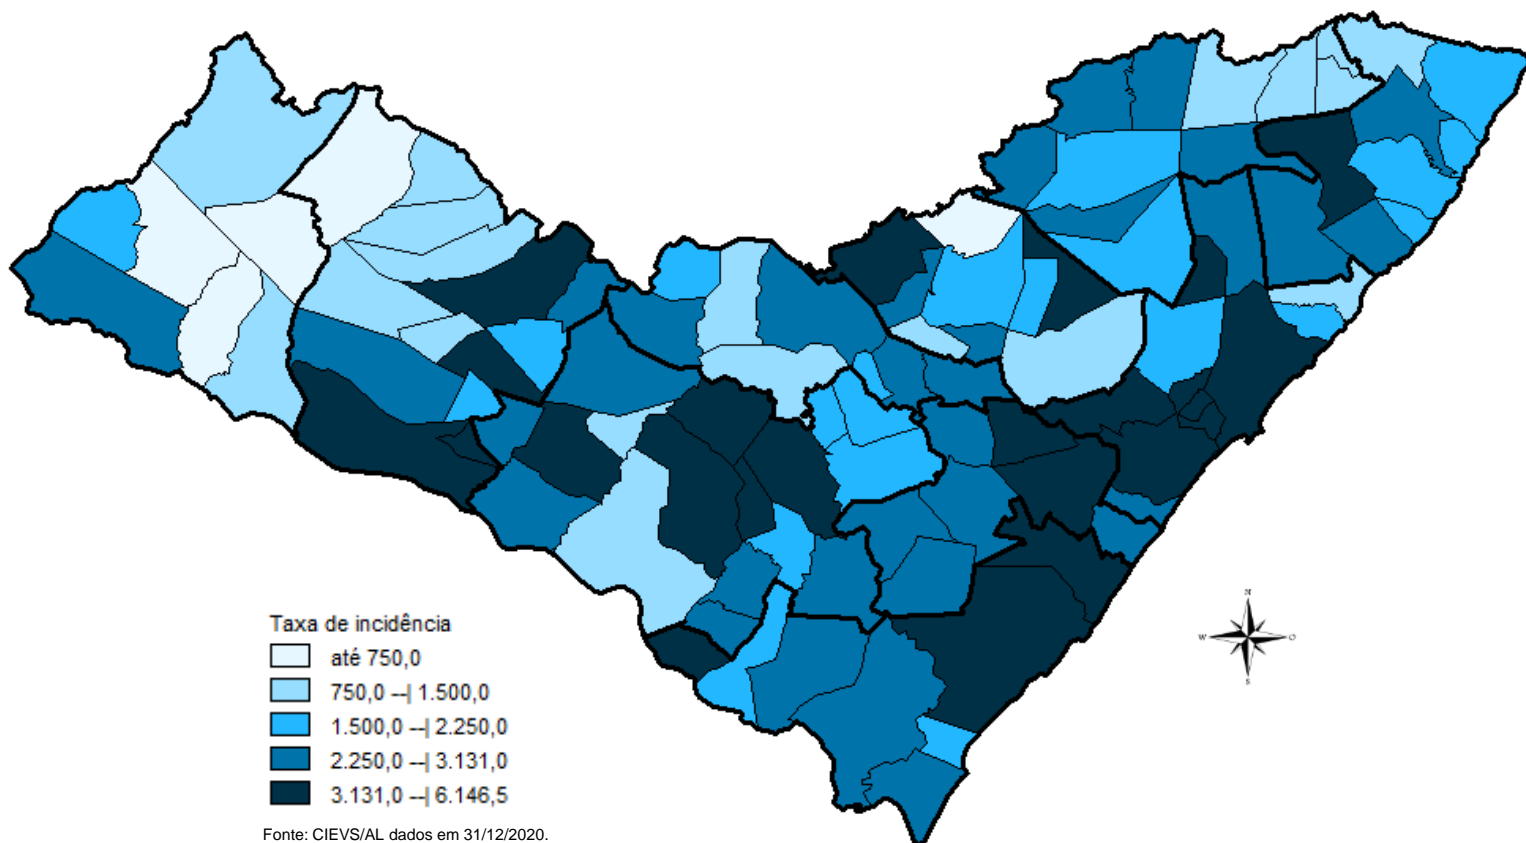 N
W
O
S
Taxa de incidência
até 750,0
750,0 --| 1.500,0
1.500,0 --| 2.250,0
2.250,0 --| 3.131,0
3.131,0 --| 6.146,5
Fonte: CIEVS/AL dados em 31/12/2020.